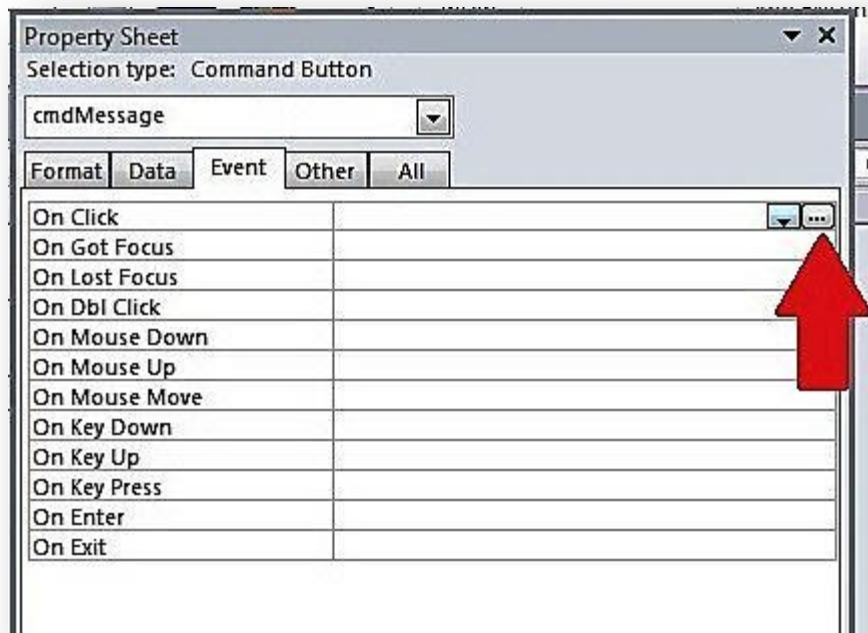 Property Sheet
Selection type: Command Button
cmdMessage
Format Data Event Other All
On Click ...
On Got Focus
On Lost Focus
On Dbl Click
On Mouse Down
On Mouse Up
On Mouse Move
On Key Down
On Key Up
On Key Press
On Enter
On Exit